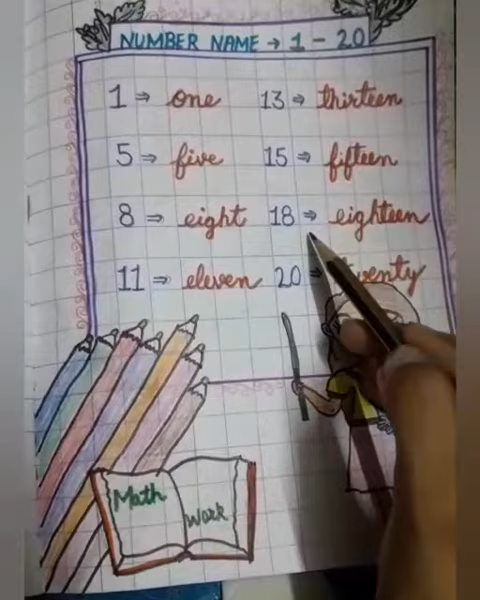 NUMBER NAME → 1 - 20
1 ⇒ one 13 ⇒ thirteen
5 ⇒ five 15 ⇒ fifteen
8 ⇒ eight 18 ⇒ eighteen
11 ⇒ eleven 20 ⇒ twenty
Math
Work